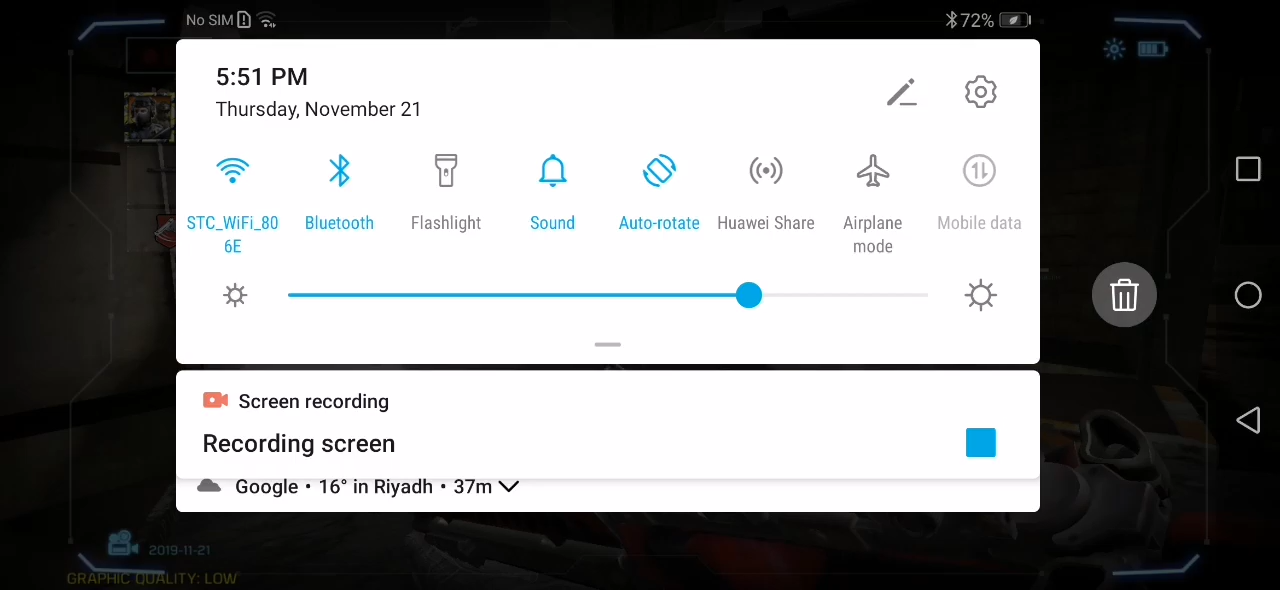 No SIM
72%
5:51 PM
Thursday, November 21
STC_WiFi_80
6E
Bluetooth
Flashlight
Sound
Auto-rotate
Huawei Share
Airplane
mode
Mobile data
Screen recording
Recording screen
Google • 16° in Riyadh • 37m
2019-11-21
GRAPHIC QUALITY: LOW